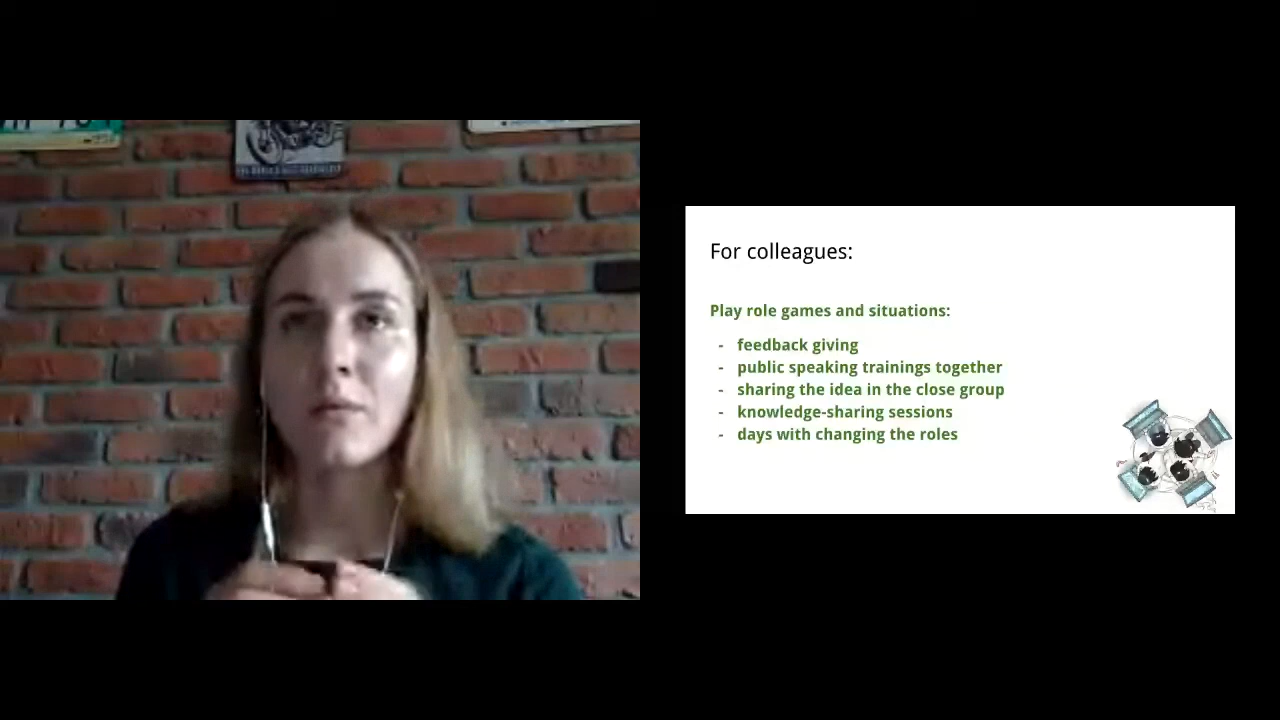 For colleagues:
Play role games and situations:
- feedback giving
- public speaking trainings together
- sharing the idea in the close group
- knowledge-sharing sessions
- days with changing the roles